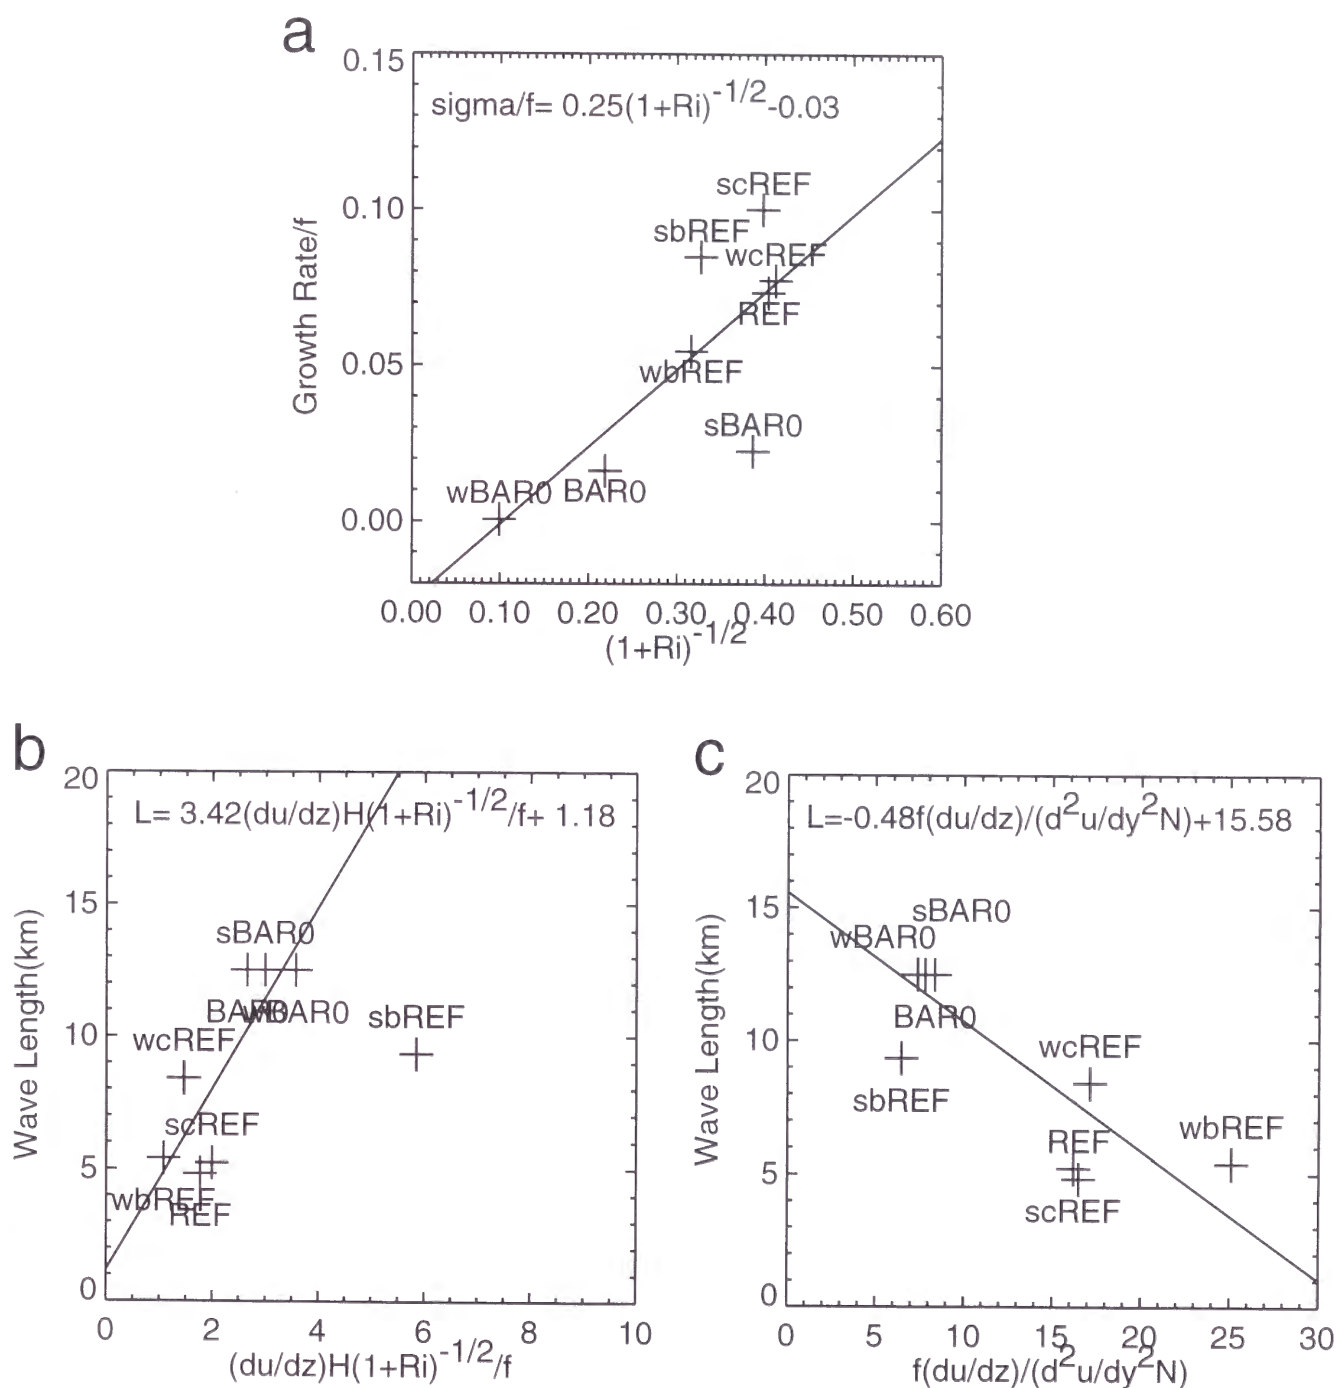 a
0.15
sigma/f= 0.25(1+Ri)^-1/2-0.03
scREF
0.10
sbREF
wcREF
REF
Growth Rate/f
0.05
wbREF
sBAR0
wBAR0 BAR0
0.00
0.00 0.10 0.20 0.30 0.40 0.50 0.60
(1+Ri)^-1/2
b
20
L= 3.42(du/dz)H(1+Ri)^-1/2/f+ 1.18
15
sBAR0
BAR0
wBAR0
sbREF
10
wcREF
Wave Length(km)
scREF
5
wbREF
REF
0
0 2 4 6 8 10
(du/dz)H(1+Ri)^-1/2/f
c
20
L=-0.48f(du/dz)/(d^2u/dy^2N)+15.58
15
sBAR0
wBAR0
BAR0
10
wcREF
sbREF
Wave Length(km)
wbREF
REF
5
scREF
0
0 5 10 15 20 25 30
f(du/dz)/(d^2u/dy^2N)